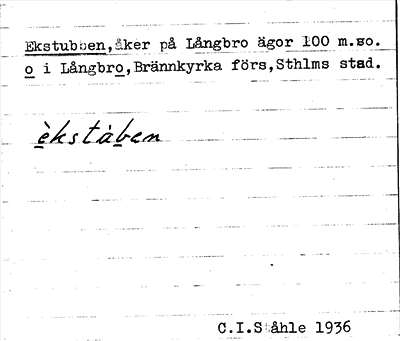 Ekstubben, åker på Långbro ägor 100 m.so.
o i Långbro, Brännkyrka förs, Sthlms stad.
èkstàben
C.I.Ståhle 1936